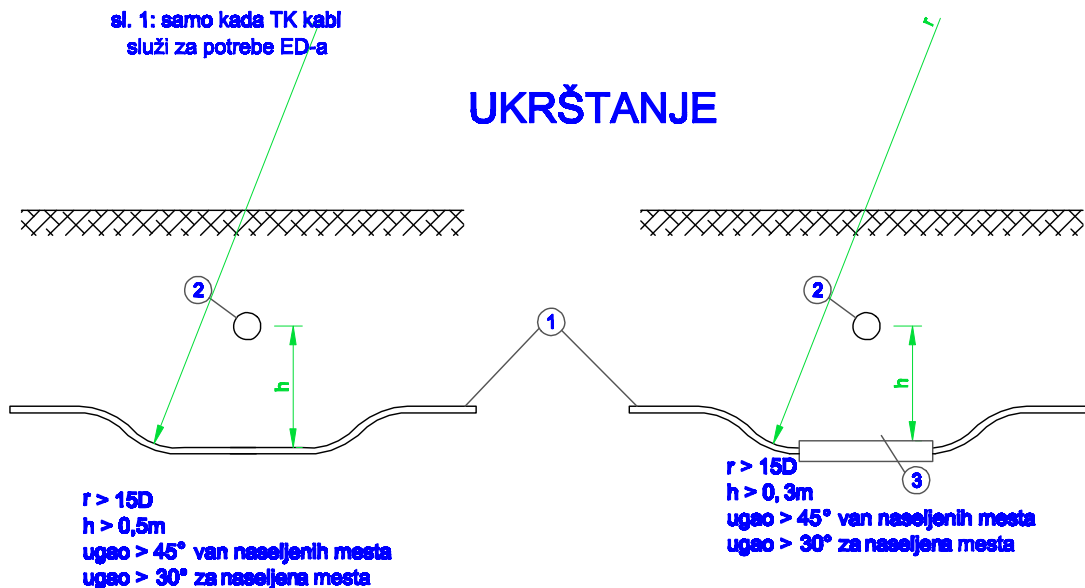 sl. 1: samo kada TK kabl
služi za potrebe ED-a
r
UKRŠTANJE
2
2
1
h
h
3
r > 15D
h > 0,5m
ugao > 45° van naseljenih mesta
ugao > 30° za naseljena mesta
r > 15D
h > 0, 3m
ugao > 45° van naseljenih mesta
ugao > 30° za naseljena mesta